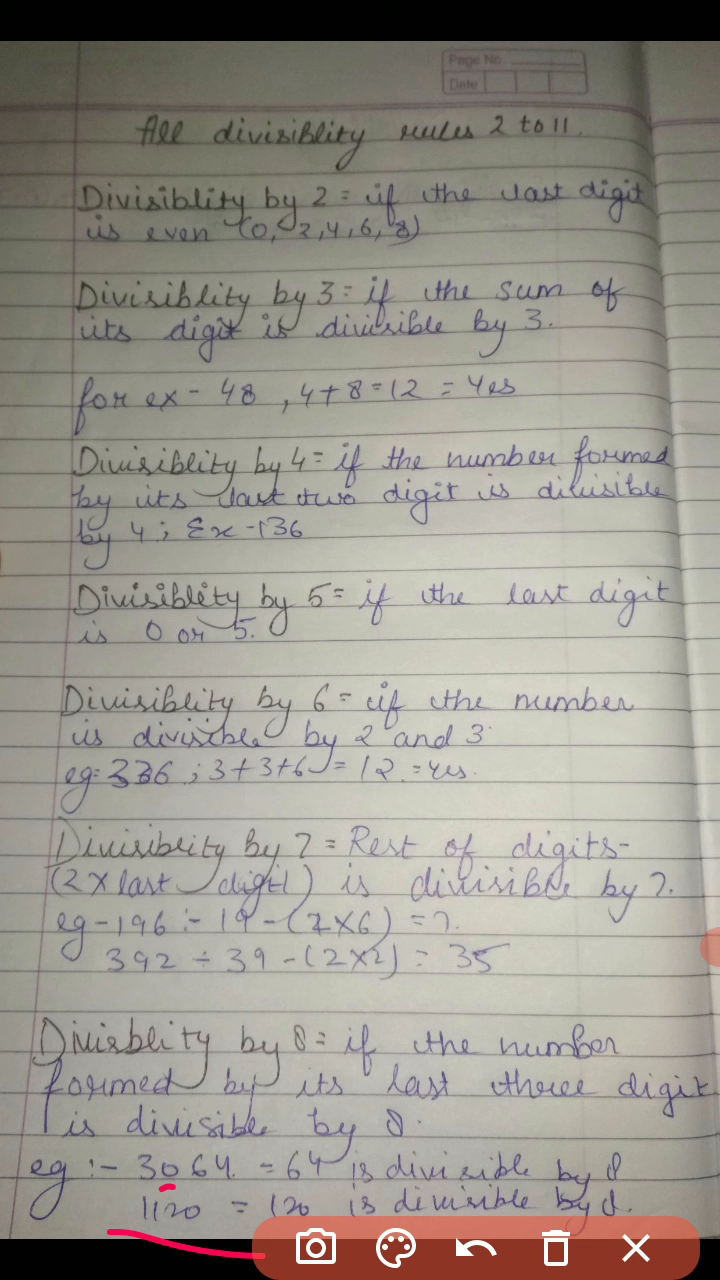 Page No.
Date
All divisiblity rules 2 to 11.
Divisiblity by 2 = if the last digit
is even (0, 2, 4, 6, 8)
Divisiblity by 3 = if the sum of
its digit is divisible by 3.
for ex - 48 , 4+8=12 = Yes
Divisiblity by 4 = if the number formed
by its last two digit is divisible
by 4 ; Ex - 136
Divisiblity by 5 = if the last digit
is 0 or 5.
Divisiblity by 6 = if the number
is divisible by 2 and 3
eg= 336 ; 3+3+6 = 12 = yes.
Divisiblity by 7 = Rest of digits-
(2 x last digit) is divisible by 7.
eg - 196 :- 19 - (2x6) = 7.
392 ÷ 39 - (2x2) = 35
Divisblity by 8 = if the number
formed by its last three digit
is divisible by 8.
eg :- 3064. = 64 is divisible by 8
1120 = 120 is divisible by 8.